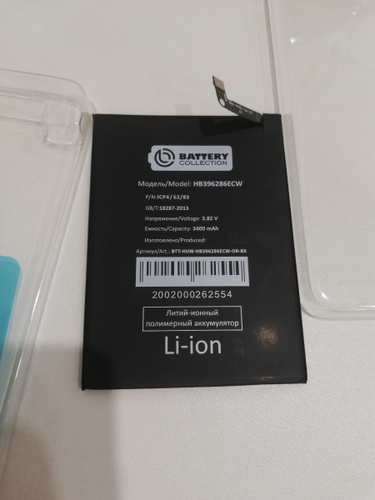 BATTERY
COLLECTION
Модель/Model: HB396286ECW
P/N:ICP4/62/83
GB/T:18287-2013
Напряжение/Voltage: 3.82 V
Емкость/Capacity: 3400 mAh
Изготовлено/Produced:
Артикул/Art.: BTT-HUW-HB396286ECW-OR-BX
2002000262554
Литий-ионный
полимерный аккумулятор
Li-ion